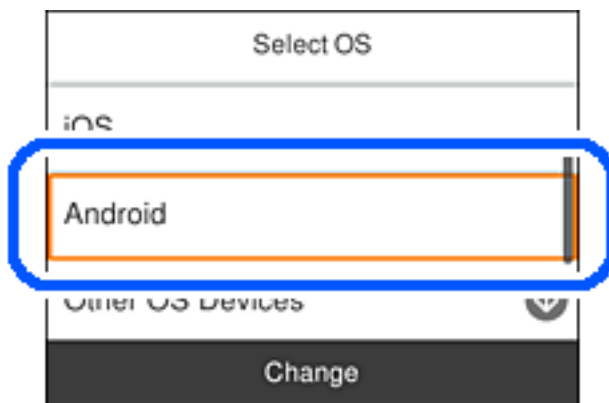 Select OS
iOS
Android
Other OS Devices
Change